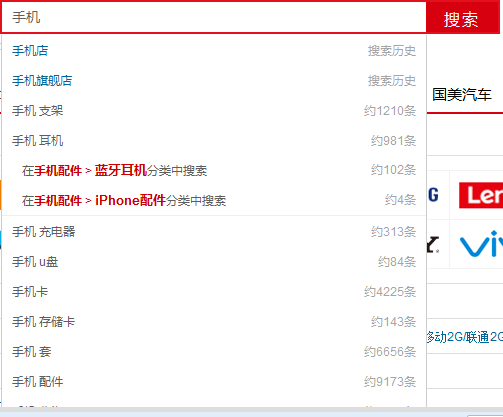 手机 搜索
手机店 搜索历史
手机旗舰店 搜索历史
国美汽车
手机 支架 约1210条
手机 耳机 约981条
在手机配件 > 蓝牙耳机分类中搜索 约102条
在手机配件 > iPhone配件分类中搜索 约4条
G Len
手机 充电器 约313条
手机 u盘 约84条
手机卡 约4225条
手机 存储卡 约143条
移动2G/联通2G
手机 套 约6656条
手机 配件 约9173条